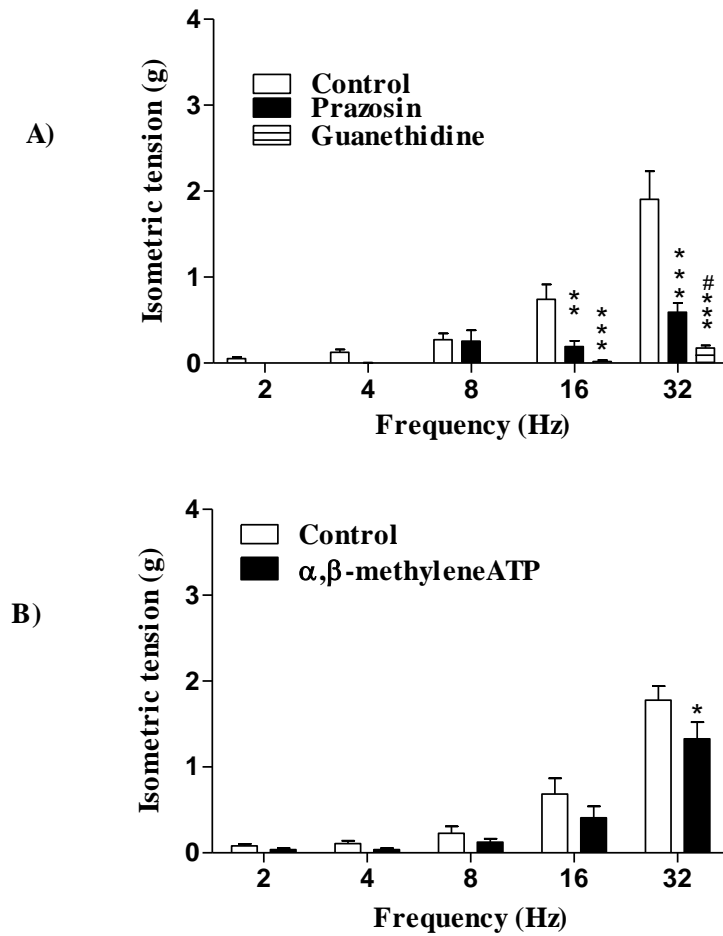 A)
Isometric tension (g)
4
3
2
1
0
Control
Prazosin
Guanethidine
**
***
***
#
***
2 4 8 16 32
Frequency (Hz)
B)
Isometric tension (g)
4
3
2
1
0
Control
α,β-methyleneATP
*
2 4 8 16 32
Frequency (Hz)